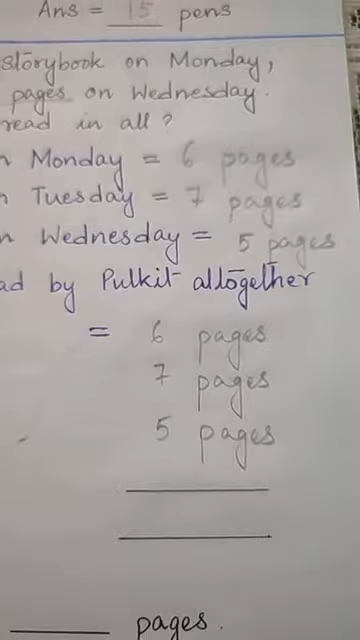 Ans = 15 pens
storybook on Monday,
pages on Wednesday.
read in all ?
n Monday = 6 pages
n Tuesday = 7 pages
n Wednesday = 5 pages
ad by Pulkit altogether
= 6 pages
7 pages
5 pages
pages.